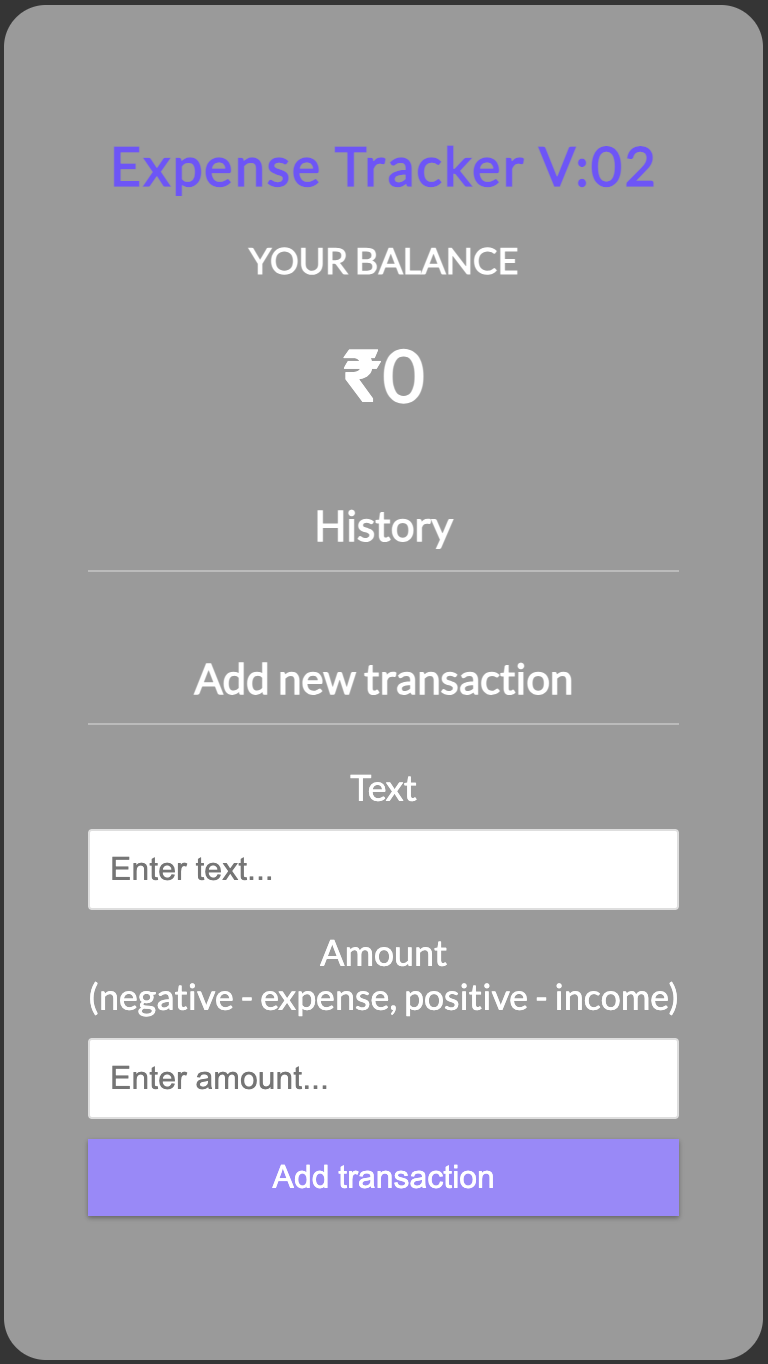 Expense Tracker V:02
YOUR BALANCE
₹0
History
Add new transaction
Text
Enter text...
Amount
(negative - expense, positive - income)
Enter amount...
Add transaction